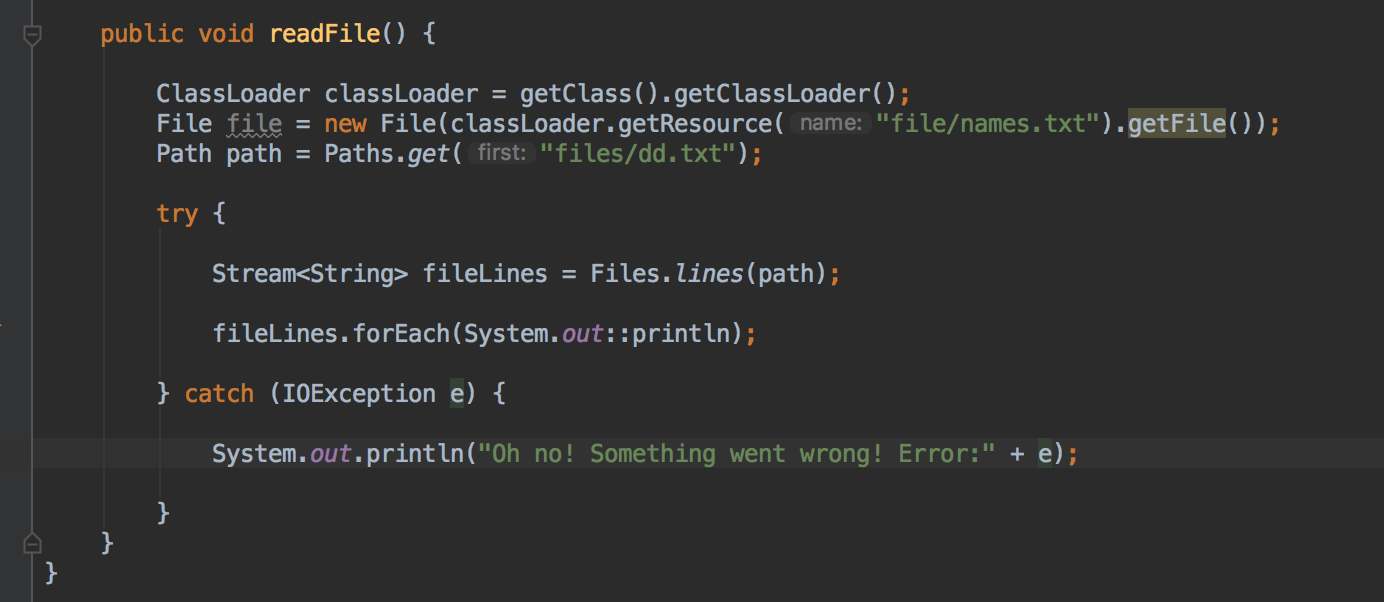 public void readFile() {
ClassLoader classLoader = getClass().getClassLoader();
File file = new File(classLoader.getResource( name: "file/names.txt").getFile());
Path path = Paths.get( first: "files/dd.txt");
try {
Stream<String> fileLines = Files.lines(path);
fileLines.forEach(System.out::println);
} catch (IOException e) {
System.out.println("Oh no! Something went wrong! Error:" + e);
}
}
}